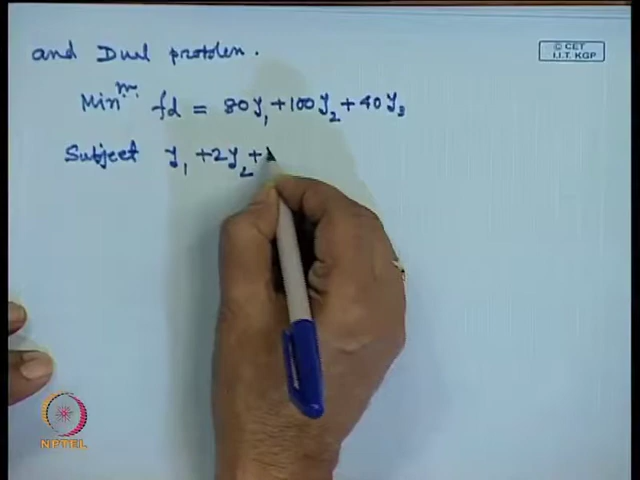 and Dual problem.
© CET
I.I.T. KGP
Min^m. fd = 80y₁ + 100y₂ + 40y₃
Subject y₁ + 2y₂ +
NPTEL